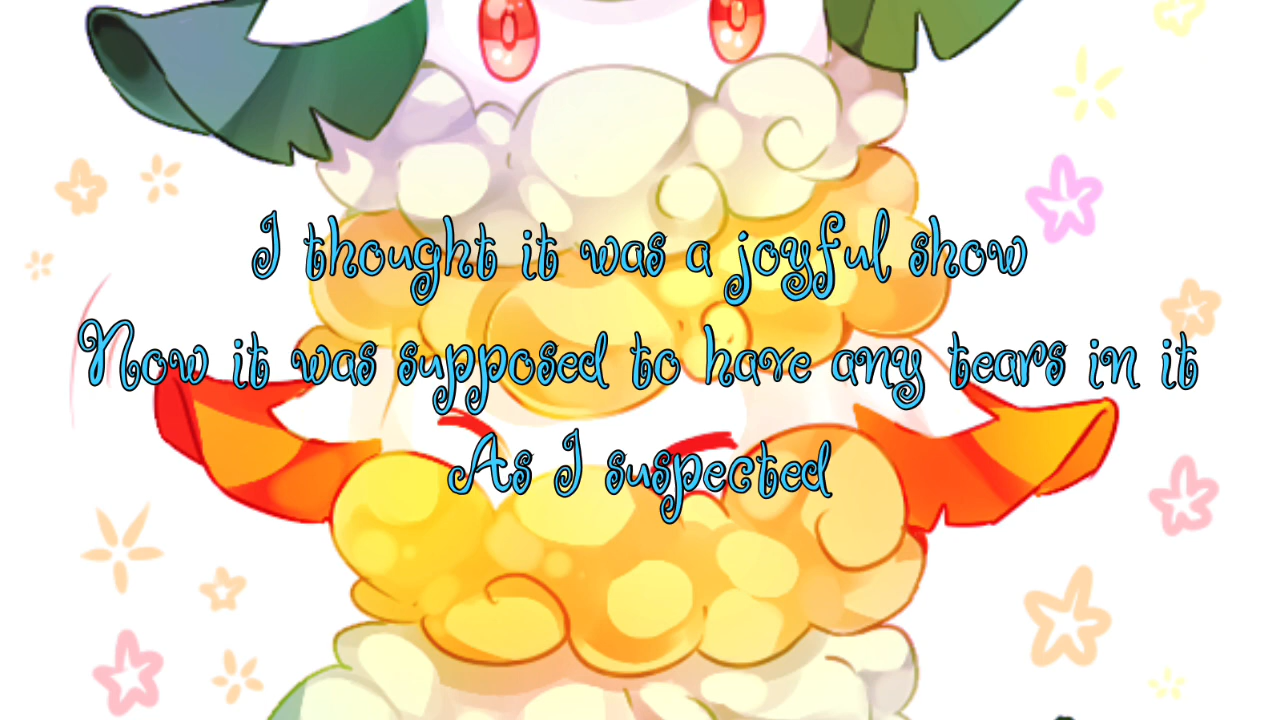 I thought it was a joyful show
Now it was supposed to have any tears in it
As I suspected